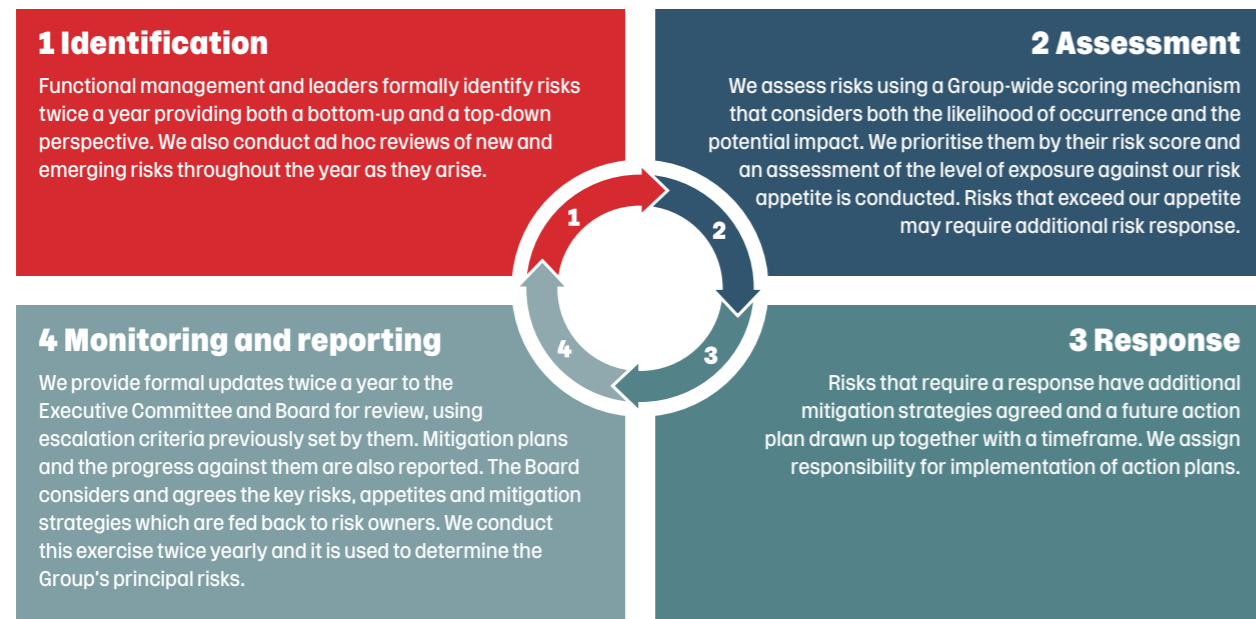 1 Identification
Functional management and leaders formally identify risks
twice a year providing both a bottom-up and a top-down
perspective. We also conduct ad hoc reviews of new and
emerging risks throughout the year as they arise.
2 Assessment
We assess risks using a Group-wide scoring mechanism
that considers both the likelihood of occurrence and the
potential impact. We prioritise them by their risk score and
an assessment of the level of exposure against our risk
appetite is conducted. Risks that exceed our appetite
may require additional risk response.
1
2
3
4
3 Response
Risks that require a response have additional
mitigation strategies agreed and a future action
plan drawn up together with a timeframe. We assign
responsibility for implementation of action plans.
4 Monitoring and reporting
We provide formal updates twice a year to the
Executive Committee and Board for review, using
escalation criteria previously set by them. Mitigation plans
and the progress against them are also reported. The Board
considers and agrees the key risks, appetites and mitigation
strategies which are fed back to risk owners. We conduct
this exercise twice yearly and it is used to determine the
Group's principal risks.